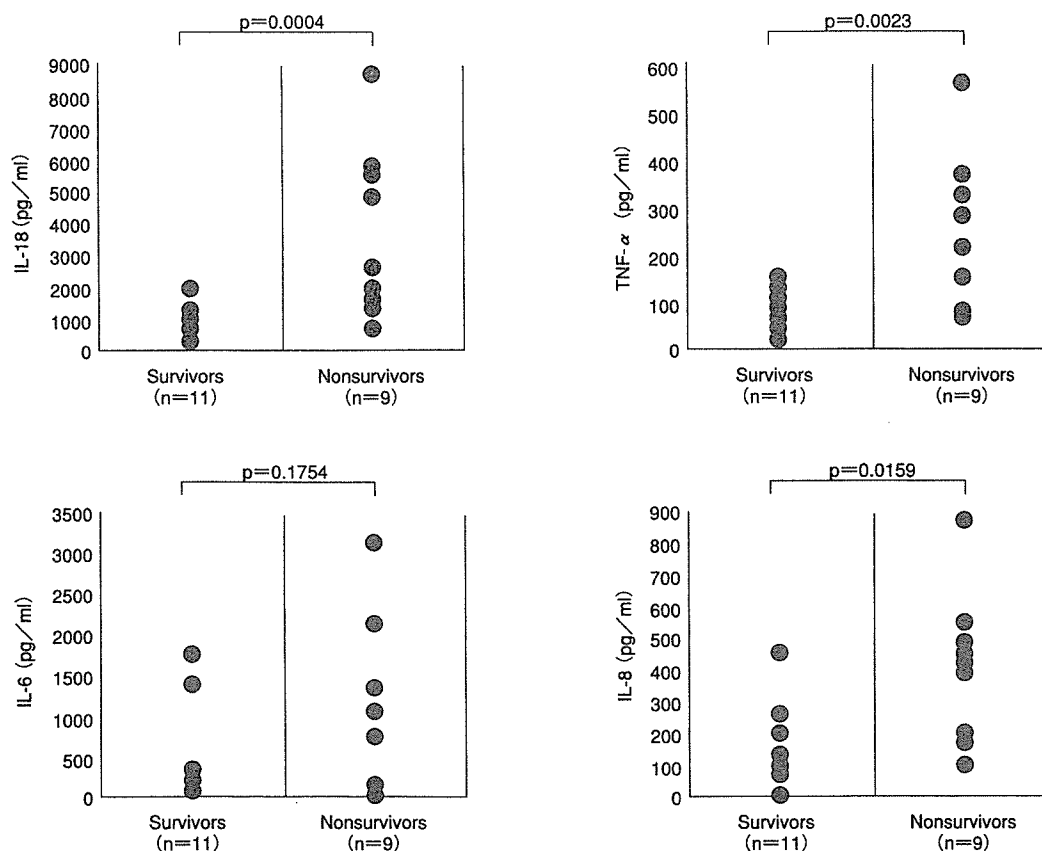 p=0.0004
IL-18 (pg/ml)
9000
8000
7000
6000
5000
4000
3000
2000
1000
0
Survivors
(n=11)
Nonsurvivors
(n=9)
p=0.0023
TNF-α (pg/ml)
600
500
400
300
200
100
0
Survivors
(n=11)
Nonsurvivors
(n=9)
p=0.1754
IL-6 (pg/ml)
3500
3000
2500
2000
1500
1000
500
0
Survivors
(n=11)
Nonsurvivors
(n=9)
p=0.0159
IL-8 (pg/ml)
900
800
700
600
500
400
300
200
100
0
Survivors
(n=11)
Nonsurvivors
(n=9)